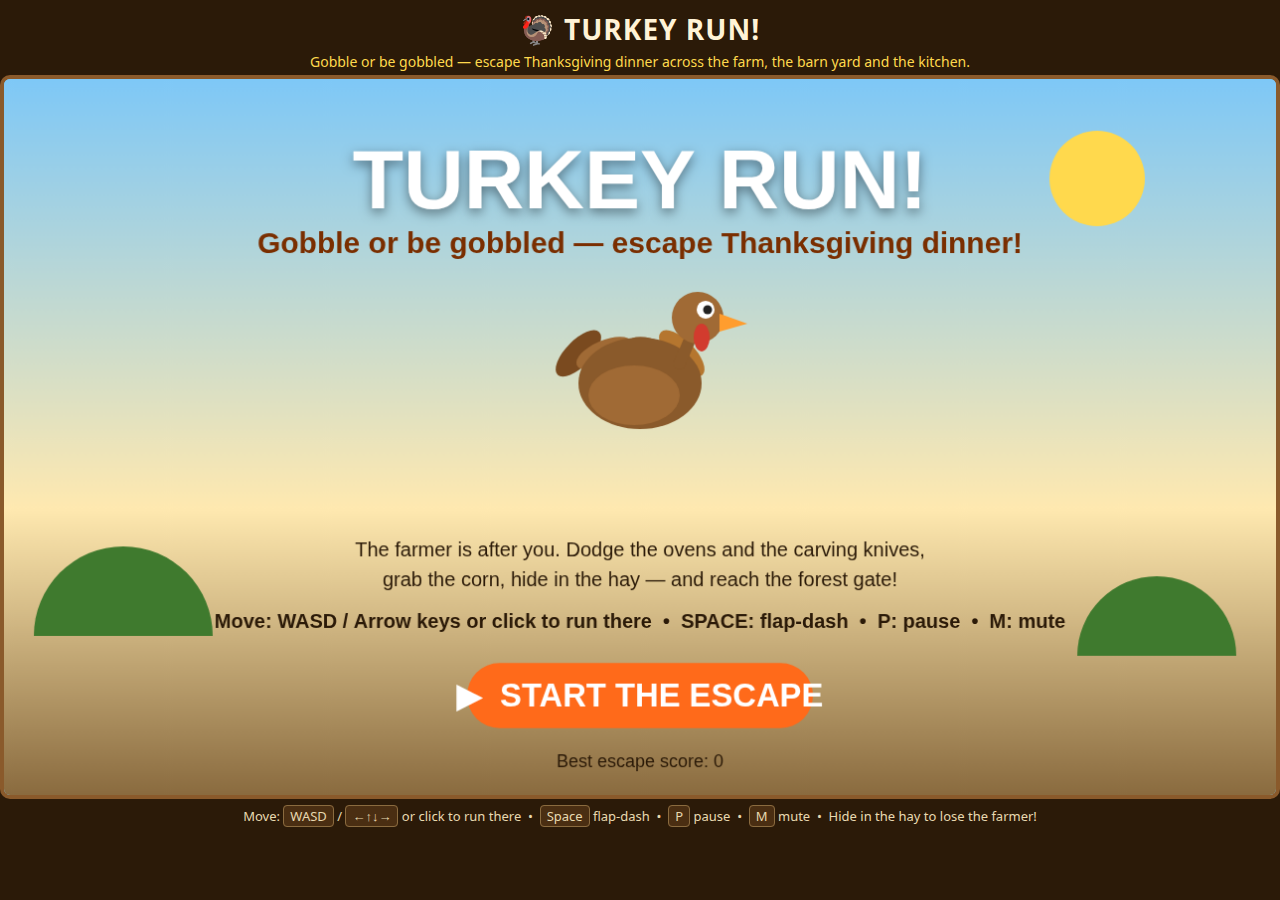 🦃 TURKEY RUN!
Gobble or be gobbled — escape Thanksgiving dinner across the farm, the barn yard and the kitchen.
TURKEY RUN!
Gobble or be gobbled — escape Thanksgiving dinner!
The farmer is after you. Dodge the ovens and the carving knives,
grab the corn, hide in the hay — and reach the forest gate!
Move: WASD / Arrow keys or click to run there • SPACE: flap-dash • P: pause • M: mute
▶ START THE ESCAPE
Best escape score: 0
Move: WASD / ←↑↓→ or click to run there • Space flap-dash • P pause • M mute • Hide in the hay to lose the farmer!